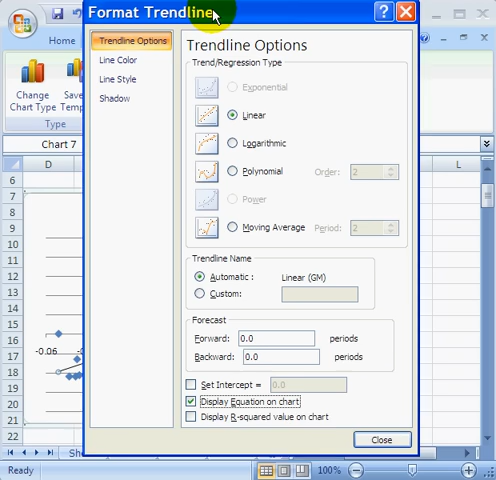 Format Trendline
Home
Change
Chart Type
Save
Temp
Type
Chart 7
D
L
6
7
8
9
10
11
12
13
14
15
16
17
18
19
20
21
22
-0.06
Trendline Options
Line Color
Line Style
Shadow
Trendline Options
Trend/Regression Type
Exponential
Linear
Logarithmic
Polynomial Order: 2
Power
Moving Average Period: 2
Trendline Name
Automatic : Linear (GM)
Custom:
Forecast
Forward: 0.0 periods
Backward: 0.0 periods
Set Intercept = 0.0
Display Equation on chart
Display R-squared value on chart
Close
Ready
100%